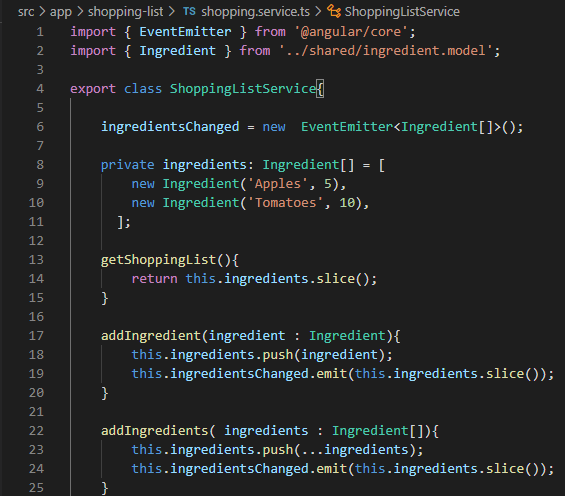 src > app > shopping-list > TS shopping.service.ts > ShoppingListService
1 import { EventEmitter } from '@angular/core';
2 import { Ingredient } from '../shared/ingredient.model';
3
4 export class ShoppingListService{
5
6     ingredientsChanged = new  EventEmitter<Ingredient[]>();
7
8     private ingredients: Ingredient[] = [
9         new Ingredient('Apples', 5),
10         new Ingredient('Tomatoes', 10),
11       ];
12
13     getShoppingList(){
14         return this.ingredients.slice();
15     }
16
17     addIngredient(ingredient : Ingredient){
18         this.ingredients.push(ingredient);
19         this.ingredientsChanged.emit(this.ingredients.slice());
20     }
21
22     addIngredients( ingredients : Ingredient[]){
23         this.ingredients.push(...ingredients);
24         this.ingredientsChanged.emit(this.ingredients.slice());
25     }